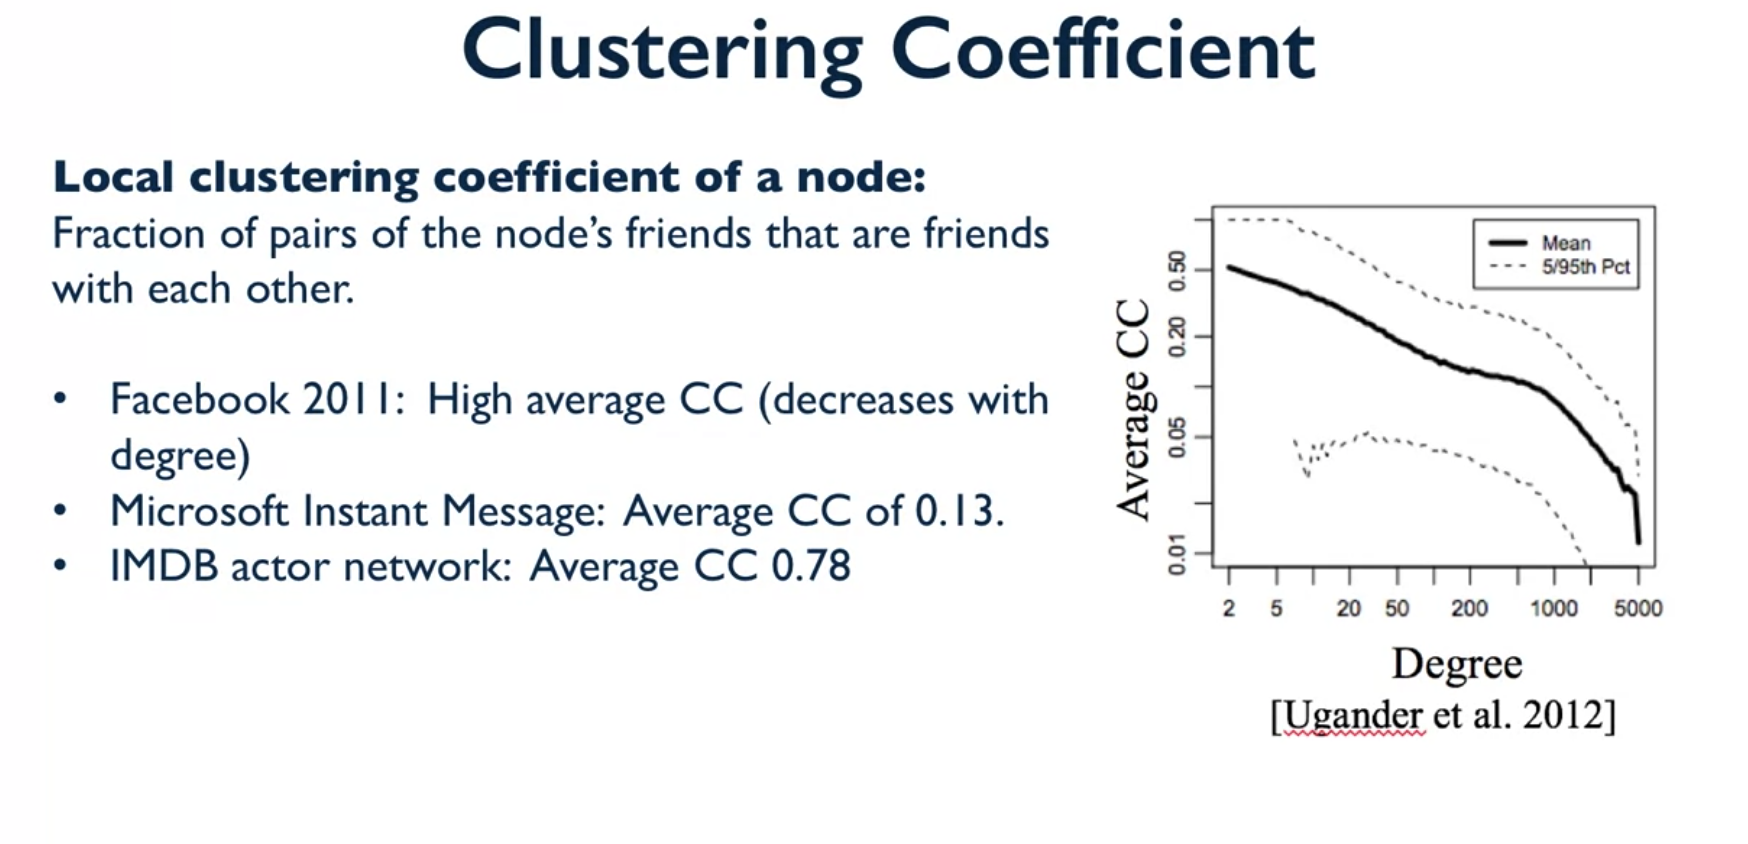 Clustering Coefficient
Local clustering coefficient of a node:
Fraction of pairs of the node's friends that are friends
with each other.
• Facebook 2011: High average CC (decreases with
degree)
• Microsoft Instant Message: Average CC of 0.13.
• IMDB actor network: Average CC 0.78
Mean
5/95th Pct
Average CC
0.50
0.20
0.05
0.01
2 5 20 50 200 1000 5000
Degree
[Ugander et al. 2012]